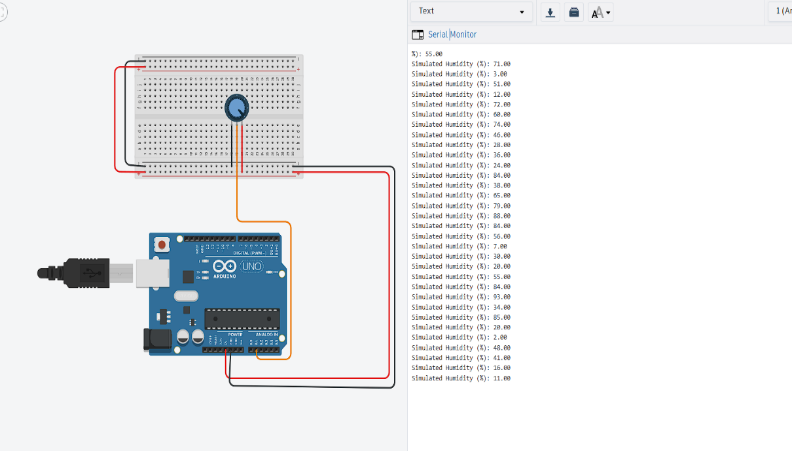 Text
1 (Ar
Serial Monitor
%): 55.00
Simulated Humidity (%): 71.00
Simulated Humidity (%): 3.00
Simulated Humidity (%): 51.00
Simulated Humidity (%): 12.00
Simulated Humidity (%): 72.00
Simulated Humidity (%): 60.00
Simulated Humidity (%): 74.00
Simulated Humidity (%): 46.00
Simulated Humidity (%): 28.00
Simulated Humidity (%): 36.00
Simulated Humidity (%): 24.00
Simulated Humidity (%): 84.00
Simulated Humidity (%): 38.00
Simulated Humidity (%): 65.00
Simulated Humidity (%): 79.00
Simulated Humidity (%): 88.00
Simulated Humidity (%): 84.00
Simulated Humidity (%): 56.00
Simulated Humidity (%): 7.00
Simulated Humidity (%): 30.00
Simulated Humidity (%): 28.00
Simulated Humidity (%): 55.00
Simulated Humidity (%): 84.00
Simulated Humidity (%): 93.00
Simulated Humidity (%): 34.00
Simulated Humidity (%): 85.00
Simulated Humidity (%): 20.00
Simulated Humidity (%): 2.00
Simulated Humidity (%): 48.00
Simulated Humidity (%): 41.00
Simulated Humidity (%): 16.00
Simulated Humidity (%): 11.00
DIGITAL (PWM ~)
UNO
ARDUINO
POWER
ANALOG IN